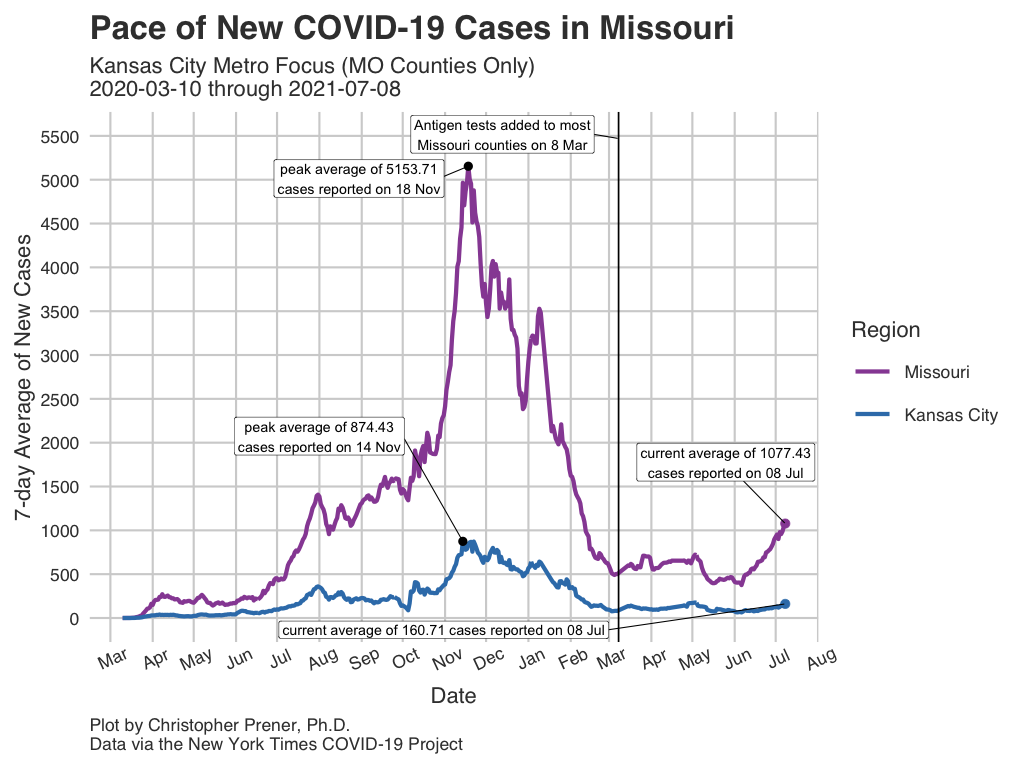 Pace of New COVID-19 Cases in Missouri
Kansas City Metro Focus (MO Counties Only)
2020-03-10 through 2021-07-08
Antigen tests added to most
Missouri counties on 8 Mar
peak average of 5153.71
cases reported on 18 Nov
peak average of 874.43
cases reported on 14 Nov
current average of 1077.43
cases reported on 08 Jul
current average of 160.71 cases reported on 08 Jul
7-day Average of New Cases
5500
5000
4500
4000
3500
3000
2500
2000
1500
1000
500
0
Mar Apr May Jun Jul Aug Sep Oct Nov Dec Jan Feb Mar Apr May Jun Jul Aug
Date
Region
Missouri
Kansas City
Plot by Christopher Prener, Ph.D.
Data via the New York Times COVID-19 Project